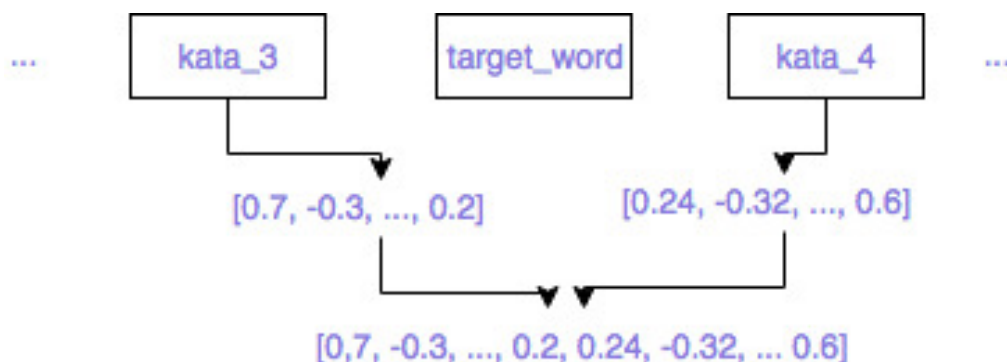 ... kata_3 target_word kata_4 ...
[0.7, -0.3, ..., 0.2] [0.24, -0.32, ..., 0.6]
[0,7, -0.3, ..., 0.2, 0.24, -0.32, ... 0.6]